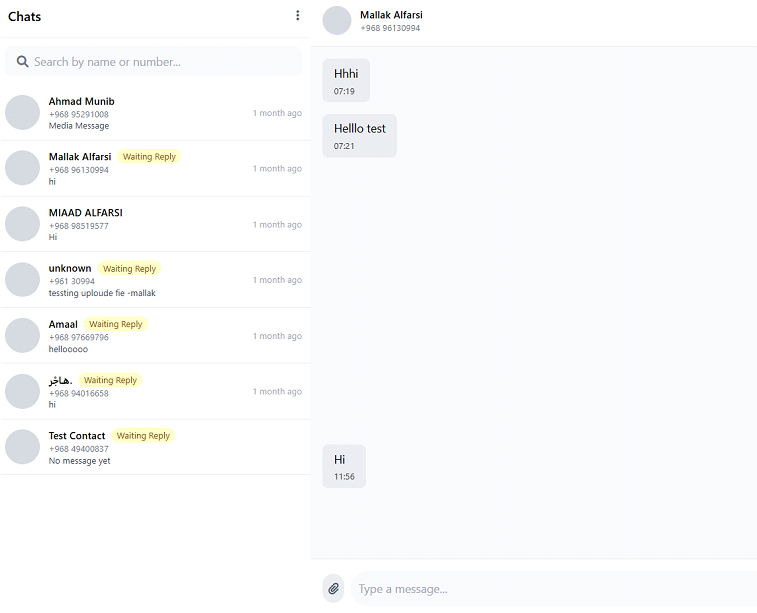 Chats
Search by name or number...
Ahmad Munib
+968 95291008
Media Message
1 month ago
Mallak Alfarsi
Waiting Reply
+968 96130994
hi
1 month ago
MIAAD ALFARSI
+968 98519577
Hi
1 month ago
unknown
Waiting Reply
+961 30994
tessting uploude fie -mallak
1 month ago
Amaal
Waiting Reply
+968 97669796
hellooooo
1 month ago
هاجر.
Waiting Reply
+968 94016658
hi
1 month ago
Test Contact
Waiting Reply
+968 49400837
No message yet
Mallak Alfarsi
+968 96130994
Hhhi
07:19
Helllo test
07:21
Hi
11:56
Type a message...